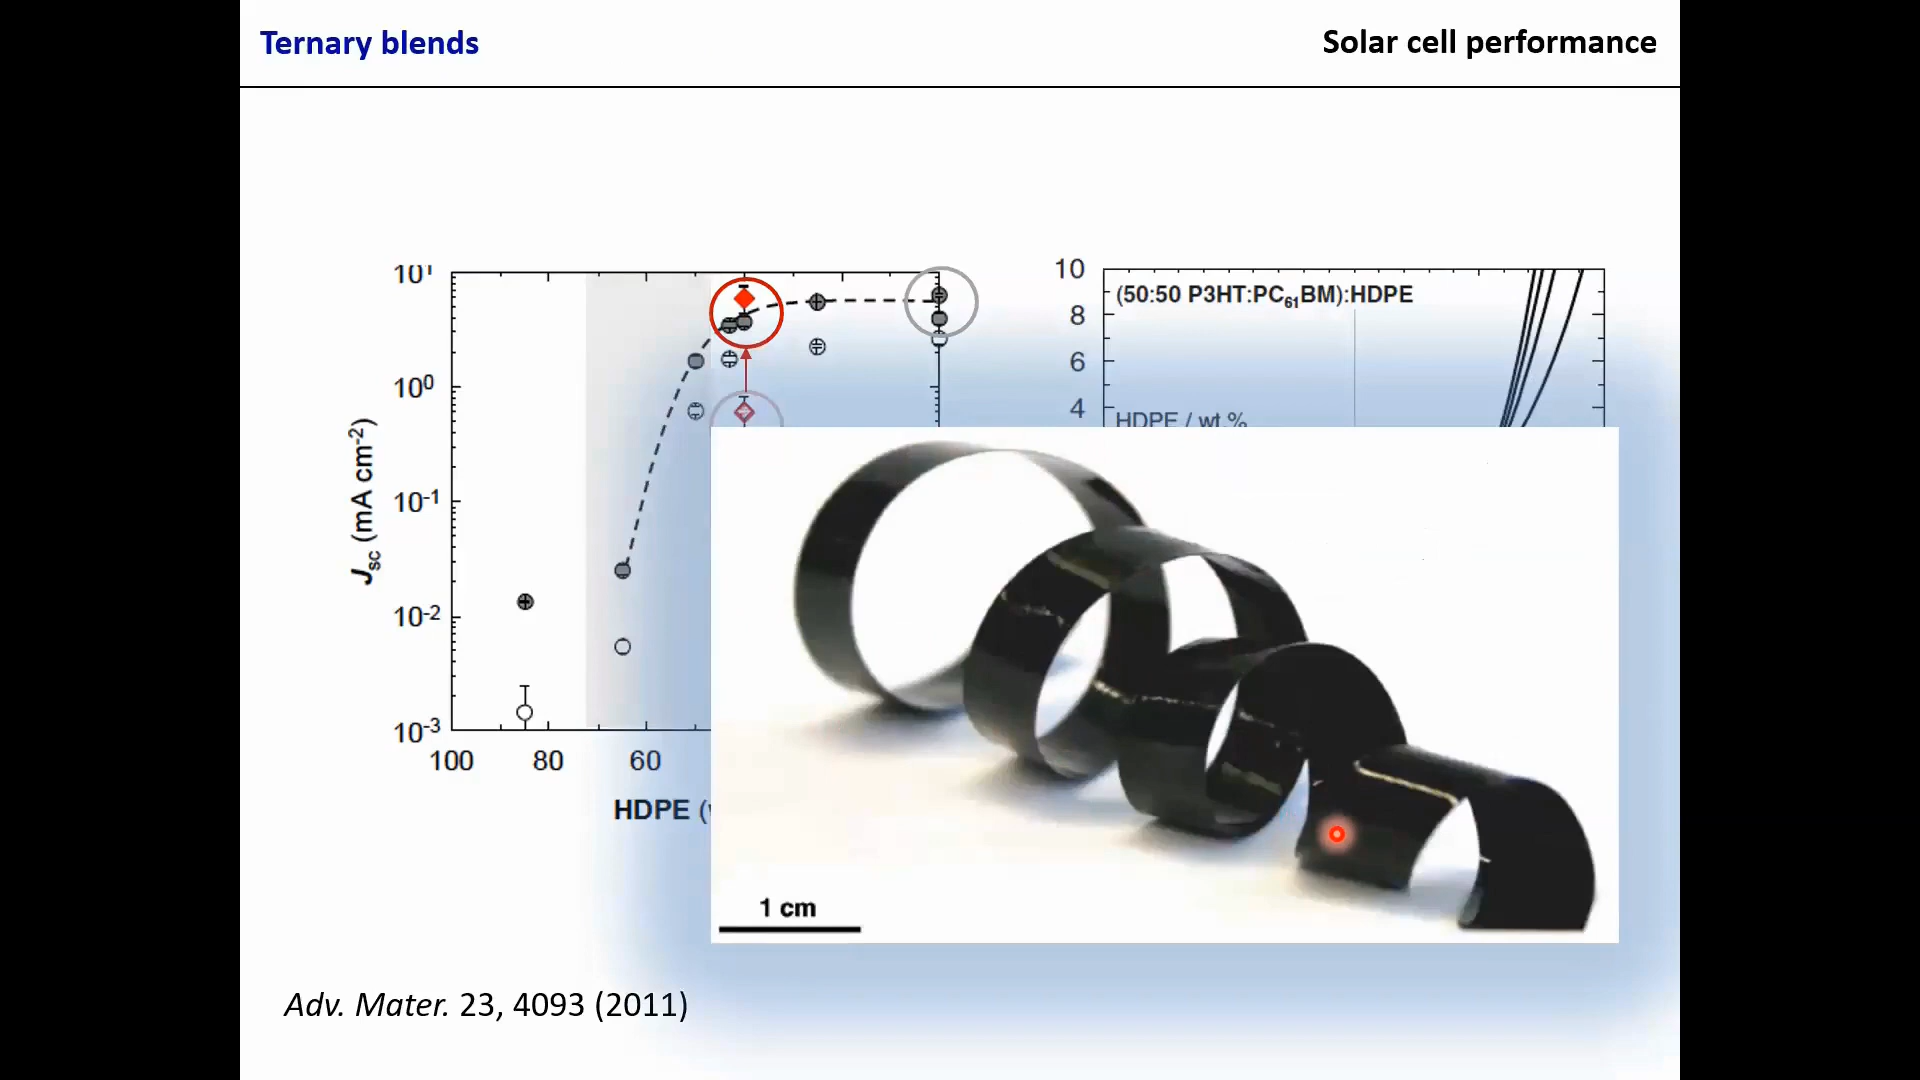 Ternary blends
Solar cell performance
10¹
10⁰
10⁻¹
10⁻²
10⁻³
Jsc (mA cm⁻²)
100 80 60
HDPE (
10
8
6
4
(50:50 P3HT:PC₆₁BM):HDPE
HDPE / wt.%
1 cm
Adv. Mater. 23, 4093 (2011)